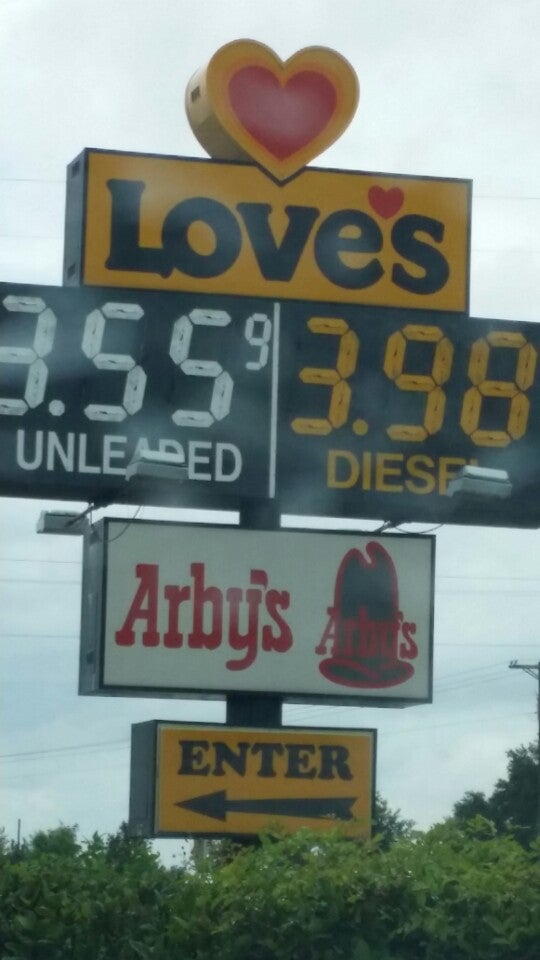 Love's
3.55 9 3.98
UNLEADED DIESEL
Arby's Arby's
ENTER